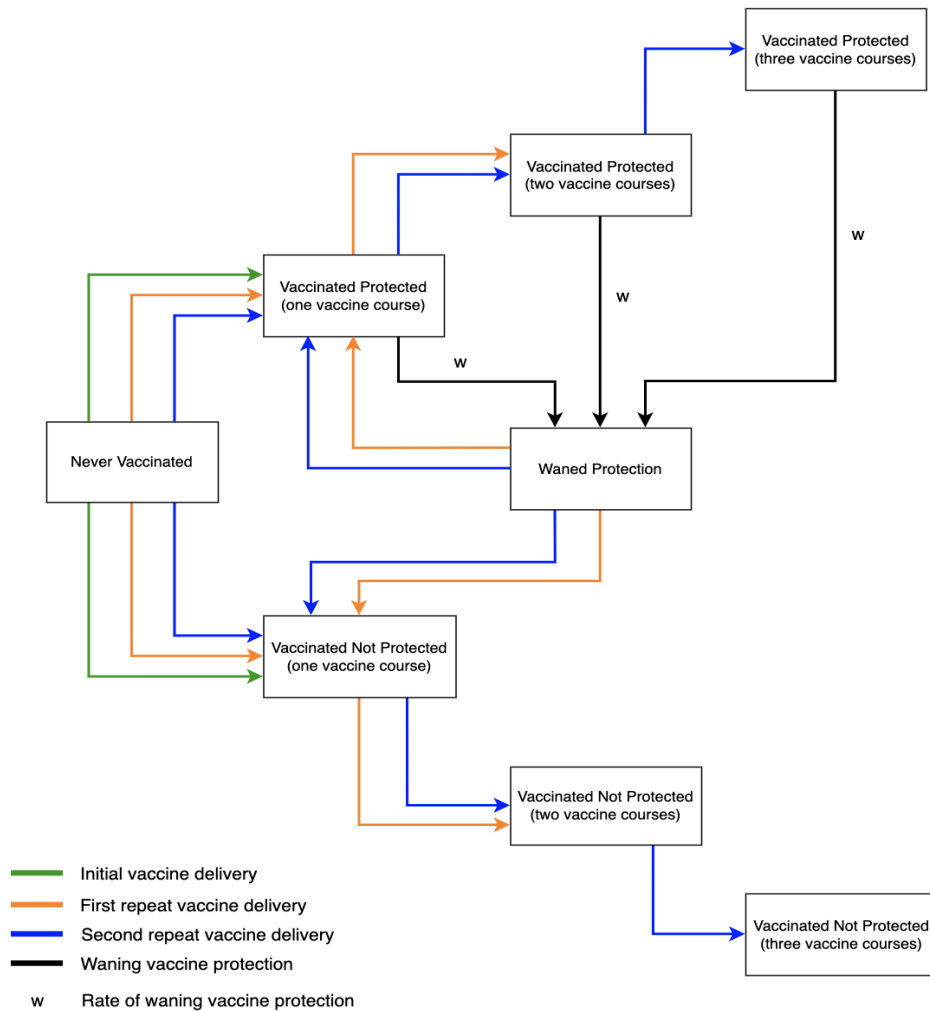 Vaccinated Protected
(three vaccine courses)
Vaccinated Protected
(two vaccine courses)
w
Vaccinated Protected
(one vaccine course)
w
w
Never Vaccinated
Waned Protection
Vaccinated Not Protected
(one vaccine course)
Vaccinated Not Protected
(two vaccine courses)
Vaccinated Not Protected
(three vaccine courses)
Initial vaccine delivery
First repeat vaccine delivery
Second repeat vaccine delivery
Waning vaccine protection
w Rate of waning vaccine protection